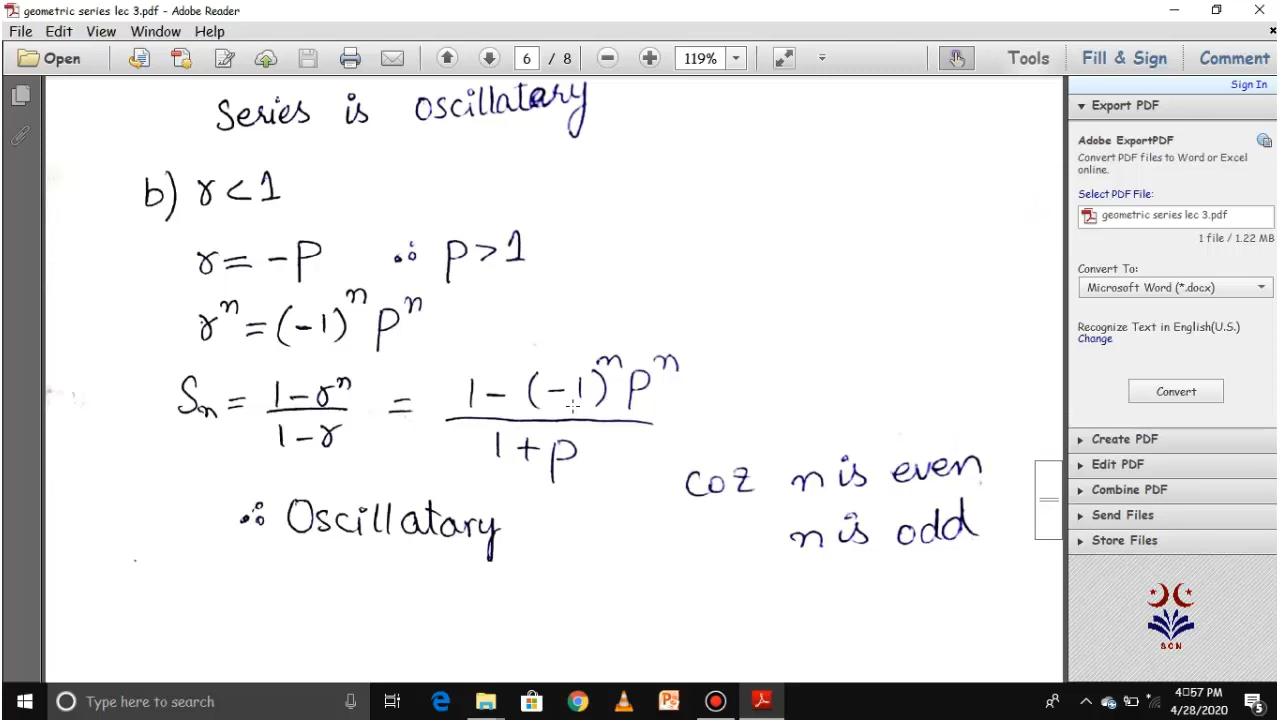 geometric series lec 3.pdf - Adobe Reader
File Edit View Window Help
Open 6 / 8 119% Tools Fill & Sign Comment
Sign In
Series is oscillatary
b) r < 1
r = -p ∴ p > 1
rⁿ = (-1)ⁿ pⁿ
Sₙ = (1 - rⁿ)/(1 - r) = (1 - (-1)ⁿ pⁿ)/(1 + p)
coz n is even
∴ Oscillatary n is odd
Export PDF
Adobe ExportPDF
Convert PDF files to Word or Excel
online.
Select PDF File:
geometric series lec 3.pdf
1 file / 1.22 MB
Convert To:
Microsoft Word (*.docx)
Recognize Text in English(U.S.)
Change
Convert
Create PDF
Edit PDF
Combine PDF
Send Files
Store Files
SCN
Type here to search
4:57 PM
4/28/2020
5